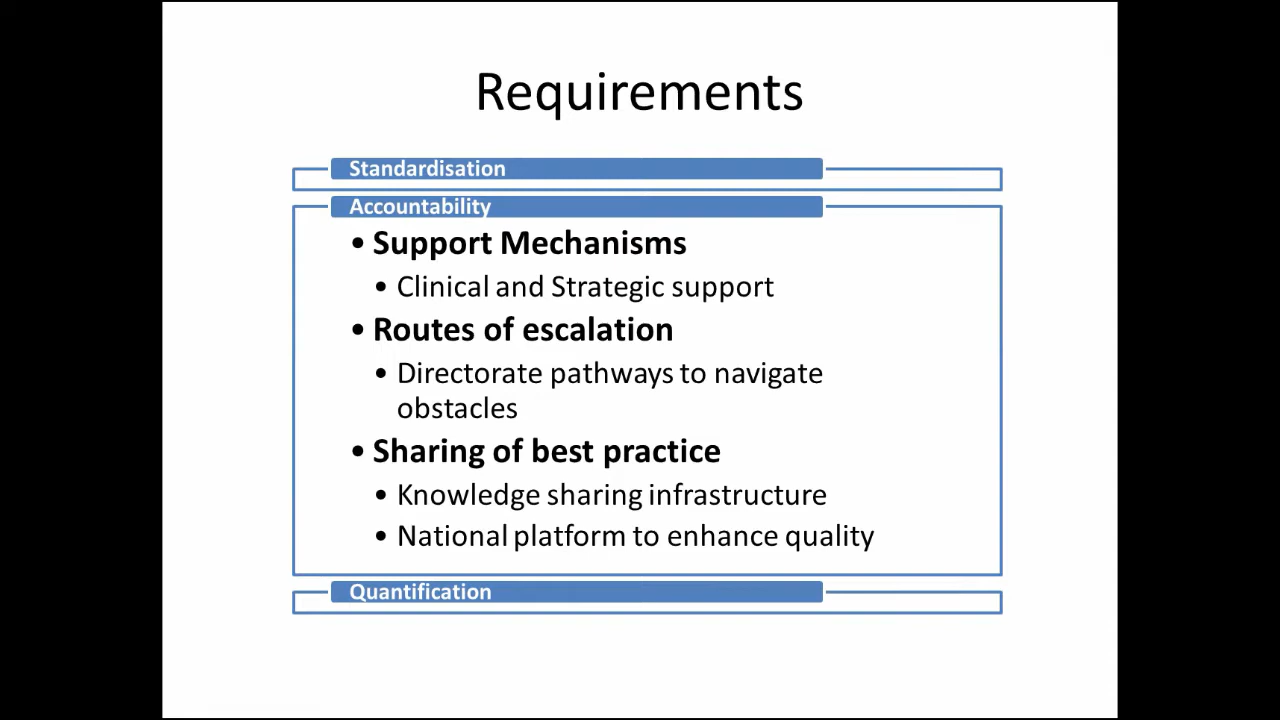 Requirements
Standardisation
Accountability
• Support Mechanisms
• Clinical and Strategic support
• Routes of escalation
• Directorate pathways to navigate
obstacles
• Sharing of best practice
• Knowledge sharing infrastructure
• National platform to enhance quality
Quantification